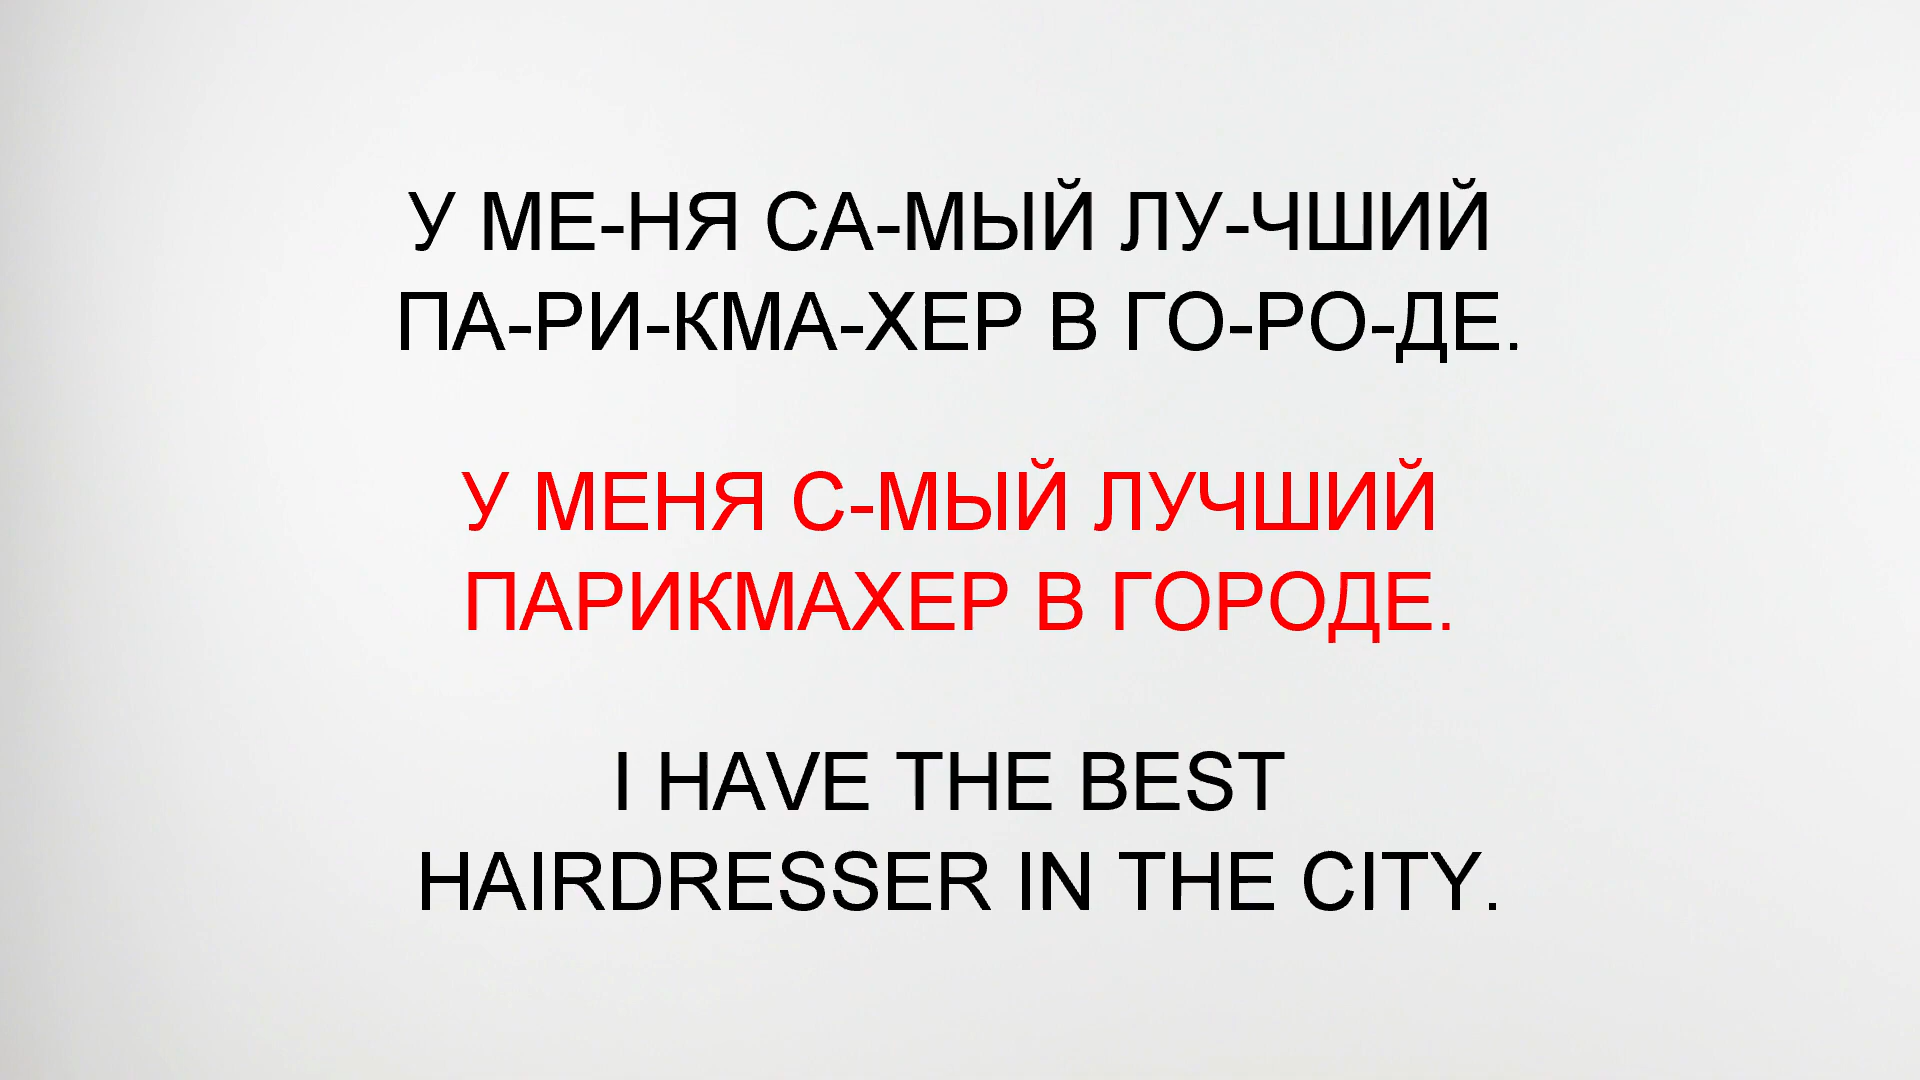 У МЕ-НЯ СА-МЫЙ ЛУ-ЧШИЙ
ПА-РИ-КМА-ХЕР В ГО-РО-ДЕ.
У МЕНЯ С-МЫЙ ЛУЧШИЙ
ПАРИКМАХЕР В ГОРОДЕ.
I HAVE THE BEST
HAIRDRESSER IN THE CITY.